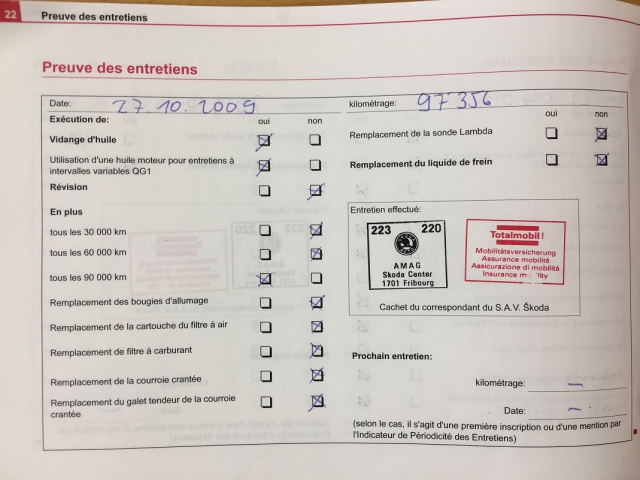 22 Preuve des entretiens
Preuve des entretiens
Date: 27.10.2009
kilométrage: 97356
Exécution de: oui non
Vidange d'huile
Utilisation d'une huile moteur pour entretiens à
intervalles variables QG1
Révision
En plus
tous les 30 000 km
tous les 60 000 km
tous les 90 000 km
Remplacement des bougies d'allumage
Remplacement de la cartouche du filtre à air
Remplacement de filtre à carburant
Remplacement de la courroie crantée
Remplacement du galet tendeur de la courroie
crantée
oui non
Remplacement de la sonde Lambda
Remplacement du liquide de frein
Entretien effectué:
223 220
AMAG
Skoda Center
1701 Fribourg
Totalmobil!
Mobilitätsversicherung
Assurance mobilité
Assicurazione di mobilità
Insurance
Cachet du correspondant du S.A.V. Škoda
Prochain entretien:
kilométrage: —
Date: —
(selon le cas, il s'agit d'une première inscription ou d'une mention par
l'Indicateur de Périodicité des Entretiens)